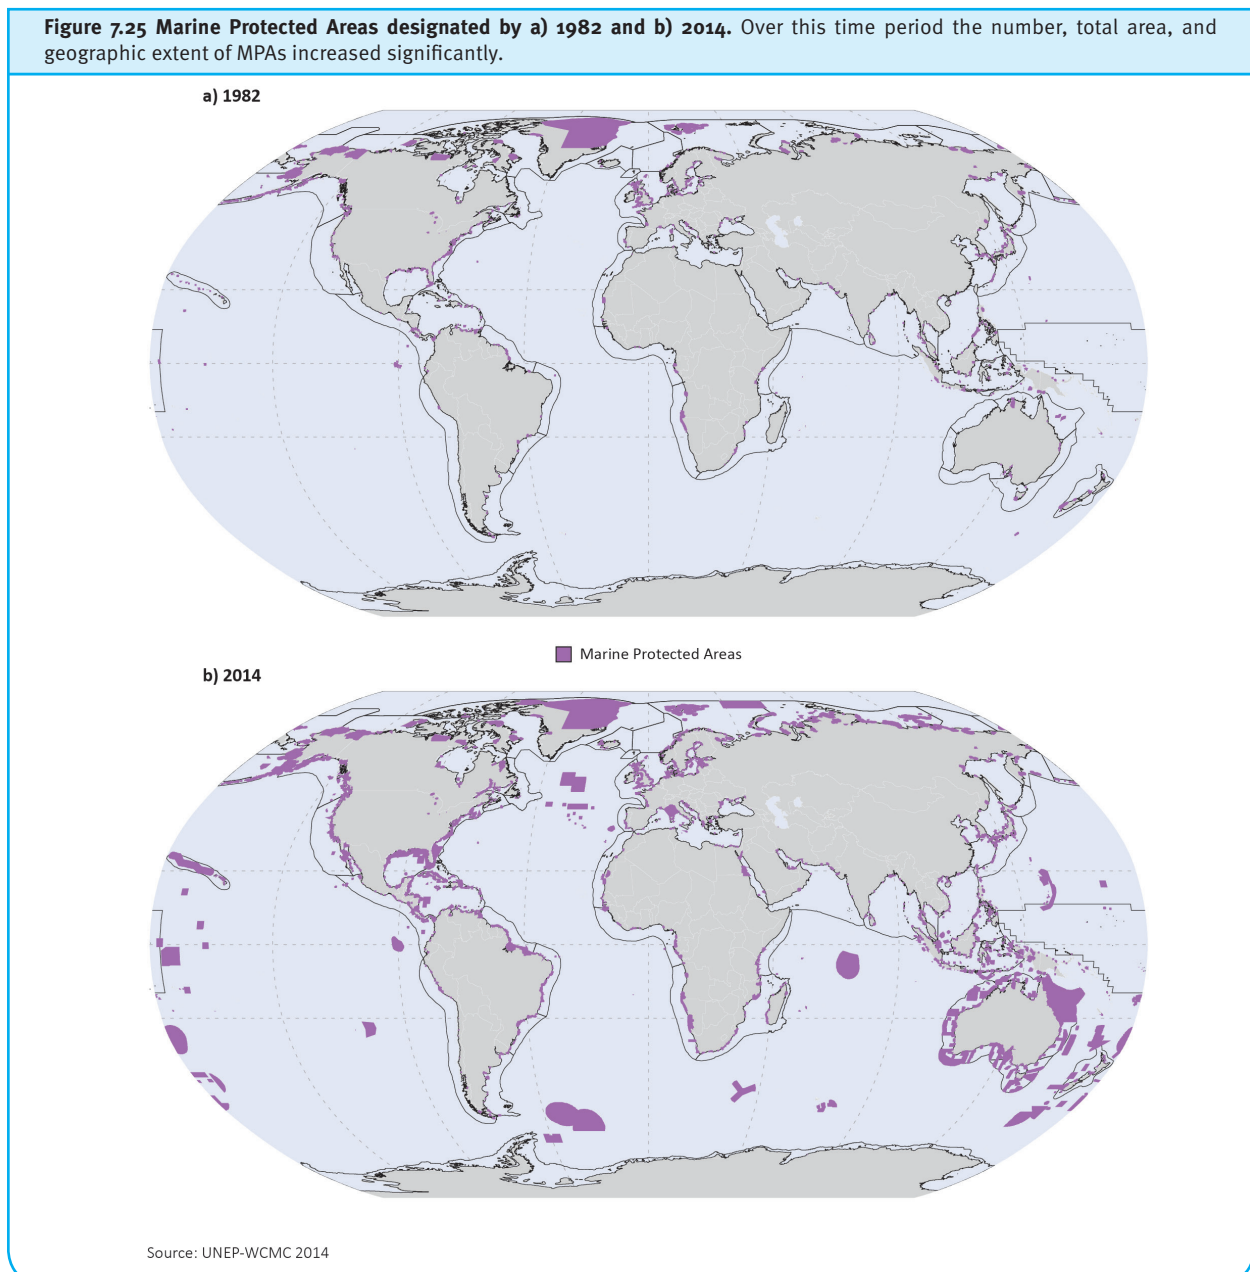 Figure 7.25 Marine Protected Areas designated by a) 1982 and b) 2014. Over this time period the number, total area, and
geographic extent of MPAs increased significantly.
a) 1982
Marine Protected Areas
b) 2014
Source: UNEP-WCMC 2014